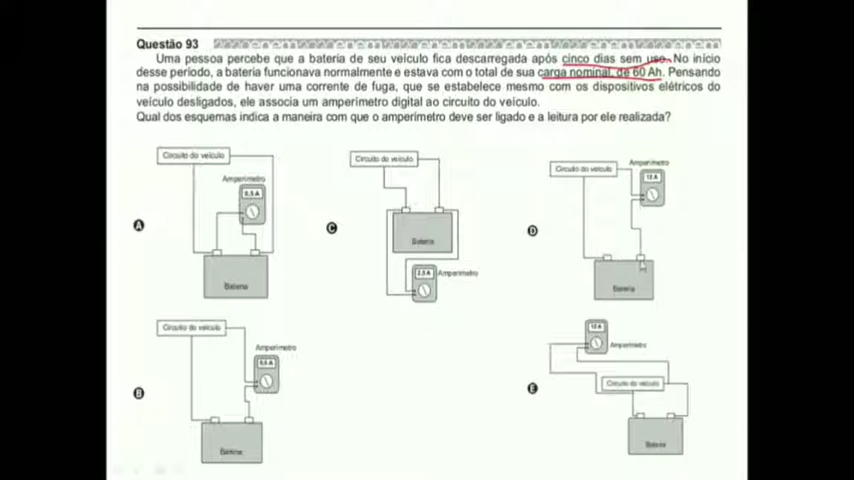 Questão 93
Uma pessoa percebe que a bateria de seu veículo fica descarregada após cinco dias sem uso. No início
desse período, a bateria funcionava normalmente e estava com o total de sua carga nominal, de 60 Ah. Pensando
na possibilidade de haver uma corrente de fuga, que se estabelece mesmo com os dispositivos elétricos do
veículo desligados, ele associa um amperímetro digital ao circuito do veículo.
Qual dos esquemas indica a maneira com que o amperímetro deve ser ligado e a leitura por ele realizada?
A
Circuito do veículo
Amperímetro
0,5 A
Bateria
B
Circuito do veículo
Amperímetro
0,5 A
Bateria
C
Circuito do veículo
Bateria
2,5 A
Amperímetro
D
Circuito do veículo
Amperímetro
12 A
Bateria
E
12 A
Amperímetro
Circuito do veículo
Bateria